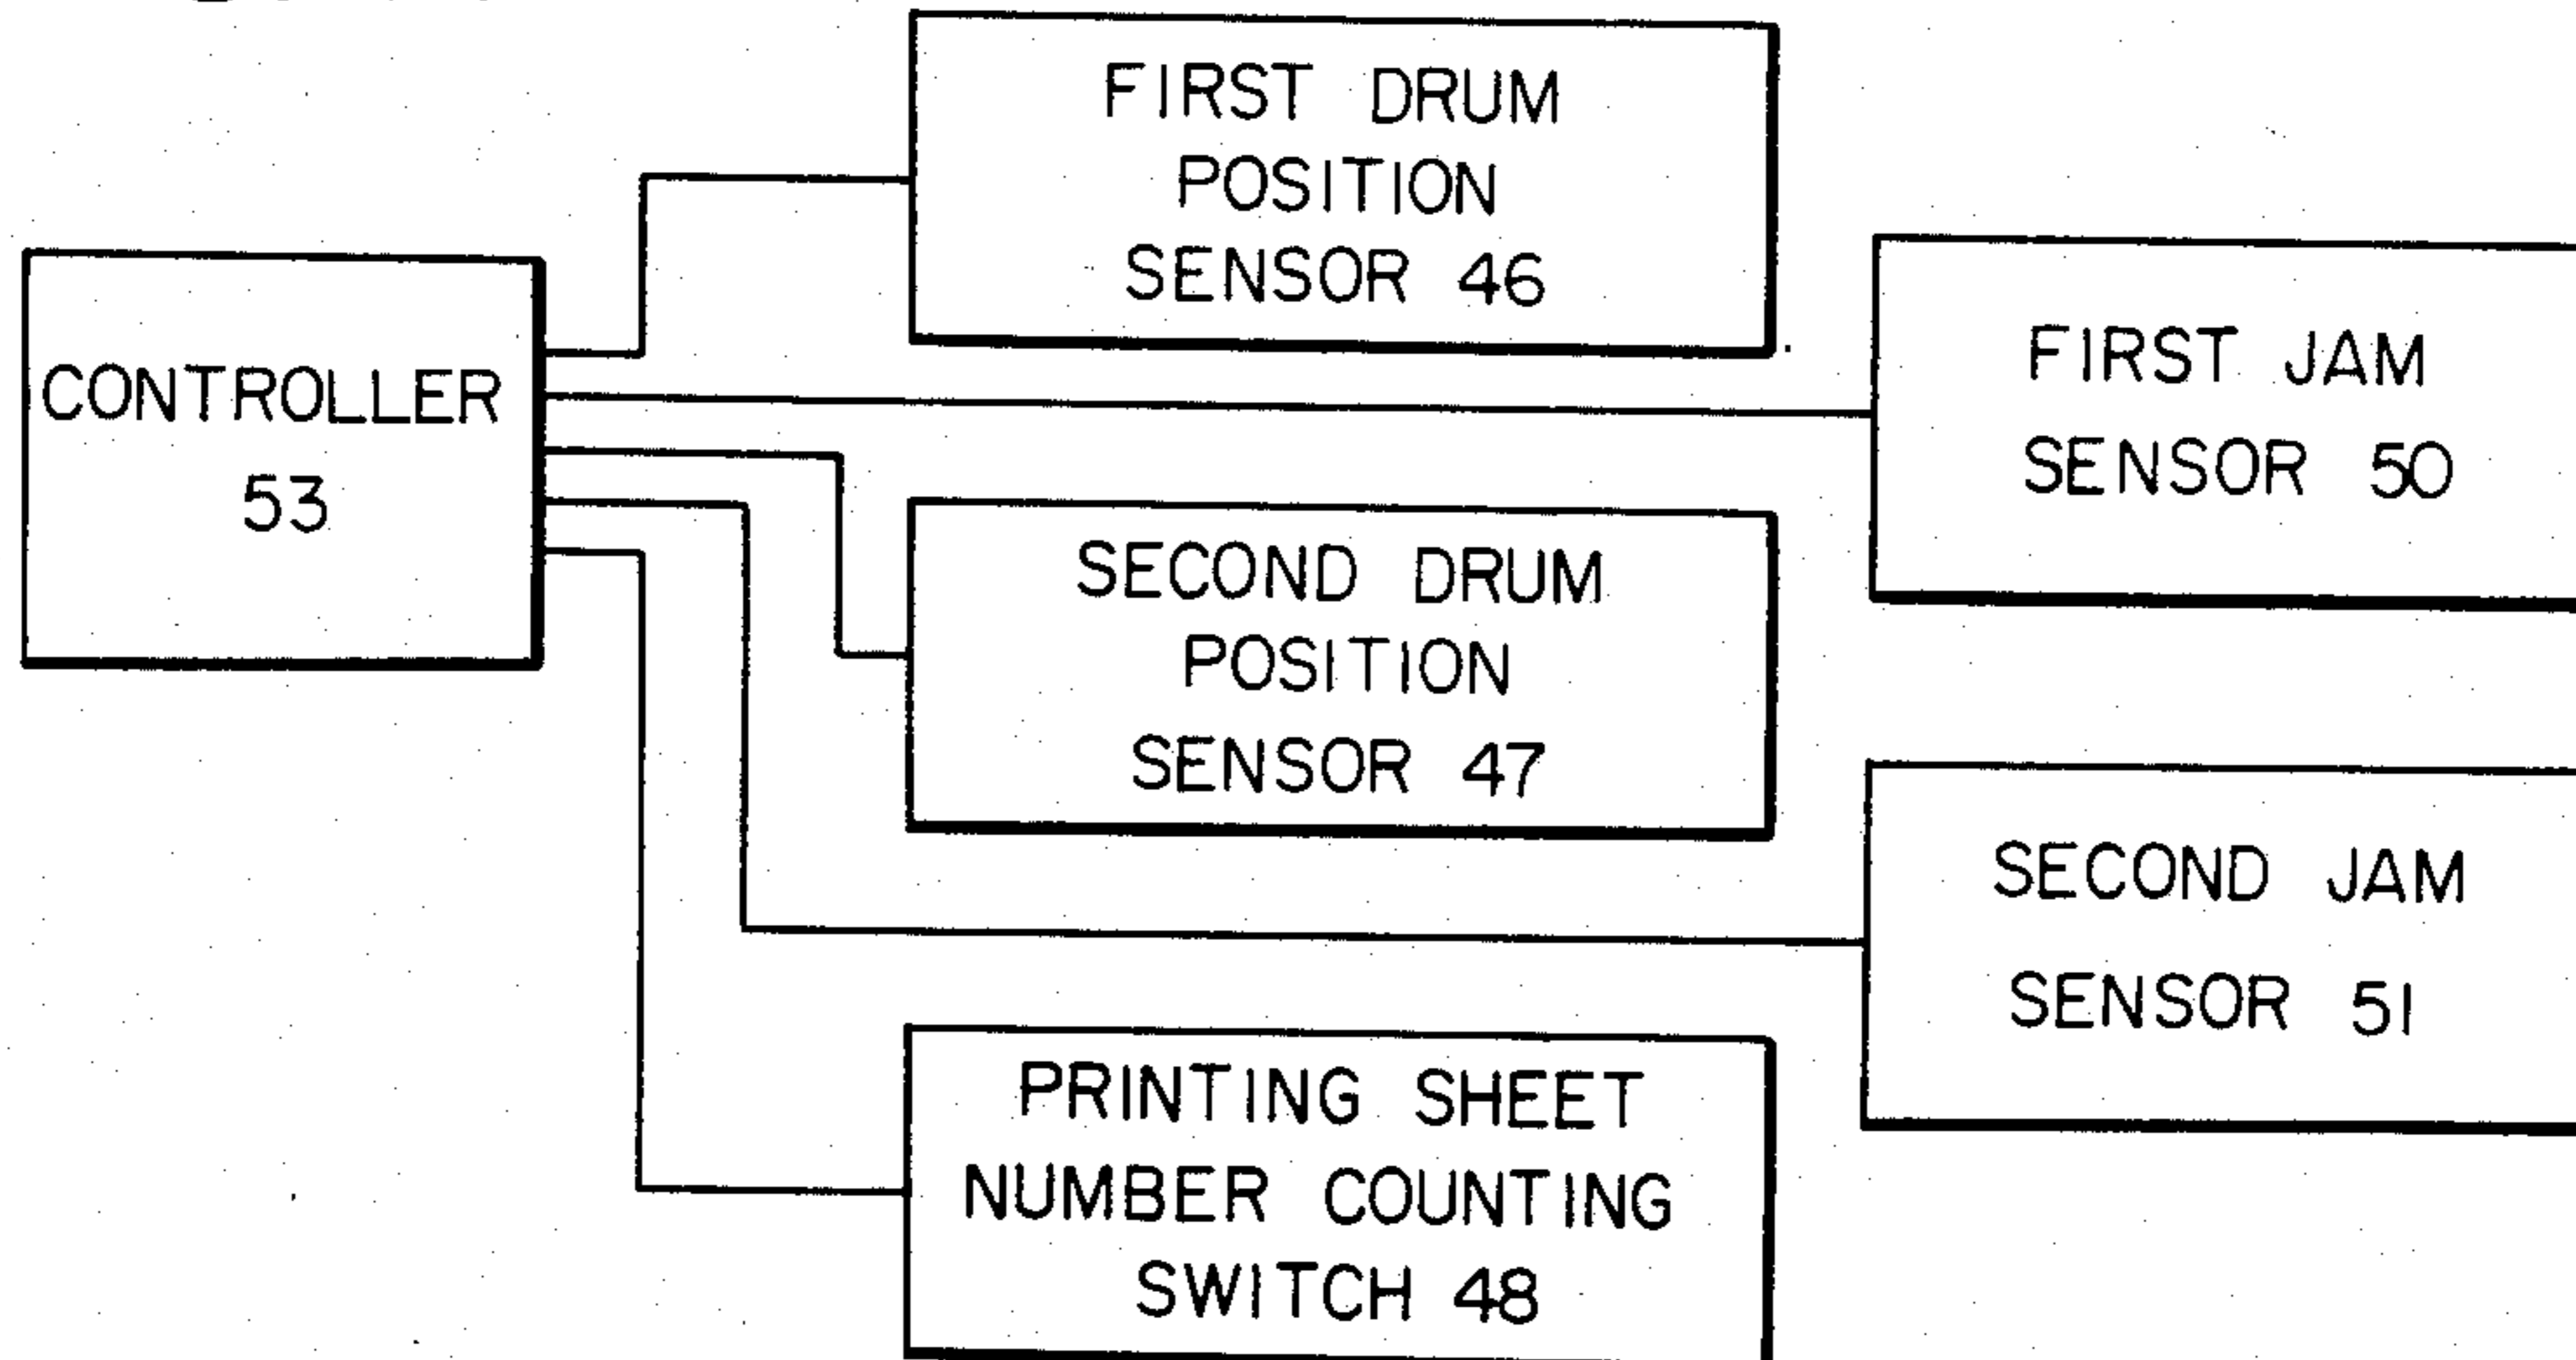 CONTROLLER
53
FIRST DRUM
POSITION
SENSOR 46
FIRST JAM
SENSOR 50
SECOND DRUM
POSITION
SENSOR 47
SECOND JAM
SENSOR 51
PRINTING SHEET
NUMBER COUNTING
SWITCH 48